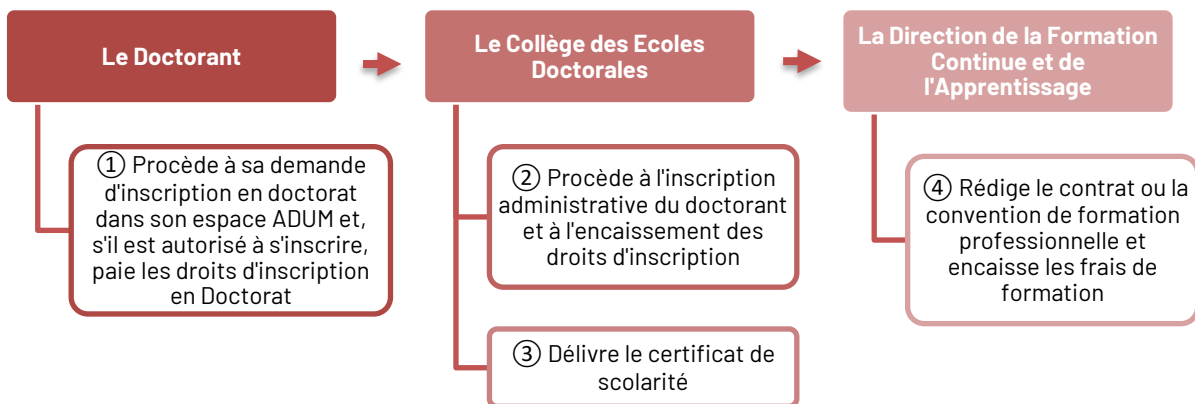 Le Doctorant
① Procède à sa demande
d'inscription en doctorat
dans son espace ADUM et,
s'il est autorisé à s'inscrire,
paie les droits d'inscription
en Doctorat
Le Collège des Ecoles
Doctorales
② Procède à l'inscription
administrative du doctorant
et à l'encaissement des
droits d'inscription
③ Délivre le certificat de
scolarité
La Direction de la Formation
Continue et de
l'Apprentissage
④ Rédige le contrat ou la
convention de formation
professionnelle et
encaisse les frais de
formation